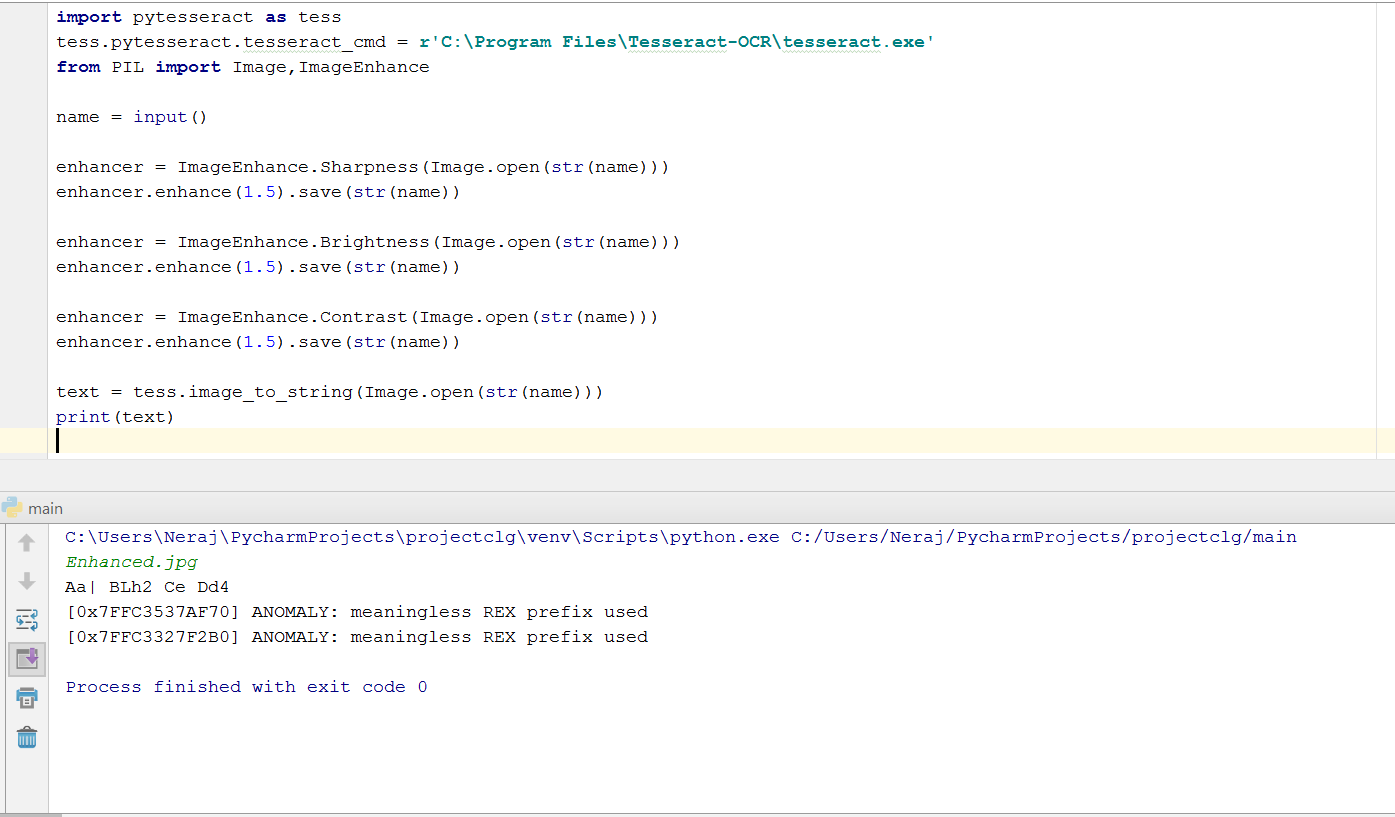 import pytesseract as tess
tess.pytesseract.tesseract_cmd = r'C:\Program Files\Tesseract-OCR\tesseract.exe'
from PIL import Image,ImageEnhance
name = input()
enhancer = ImageEnhance.Sharpness(Image.open(str(name)))
enhancer.enhance(1.5).save(str(name))
enhancer = ImageEnhance.Brightness(Image.open(str(name)))
enhancer.enhance(1.5).save(str(name))
enhancer = ImageEnhance.Contrast(Image.open(str(name)))
enhancer.enhance(1.5).save(str(name))
text = tess.image_to_string(Image.open(str(name)))
print(text)
main
C:\Users\Neraj\PycharmProjects\projectclg\venv\Scripts\python.exe C:/Users/Neraj/PycharmProjects/projectclg/main
Enhanced.jpg
Aa| BLh2 Ce Dd4
[0x7FFC3537AF70] ANOMALY: meaningless REX prefix used
[0x7FFC3327F2B0] ANOMALY: meaningless REX prefix used
Process finished with exit code 0